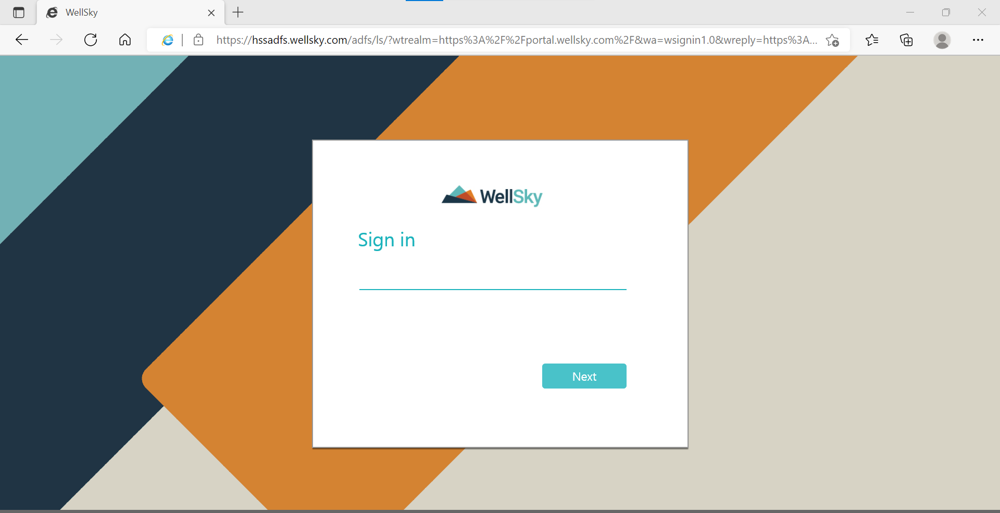 WellSky
https://hssadfs.wellsky.com/adfs/ls/?wtrealm=https%3A%2F%2Fportal.wellsky.com%2F&wa=wsignin1.0&wreply=https%3A...
WellSky
Sign in
Next